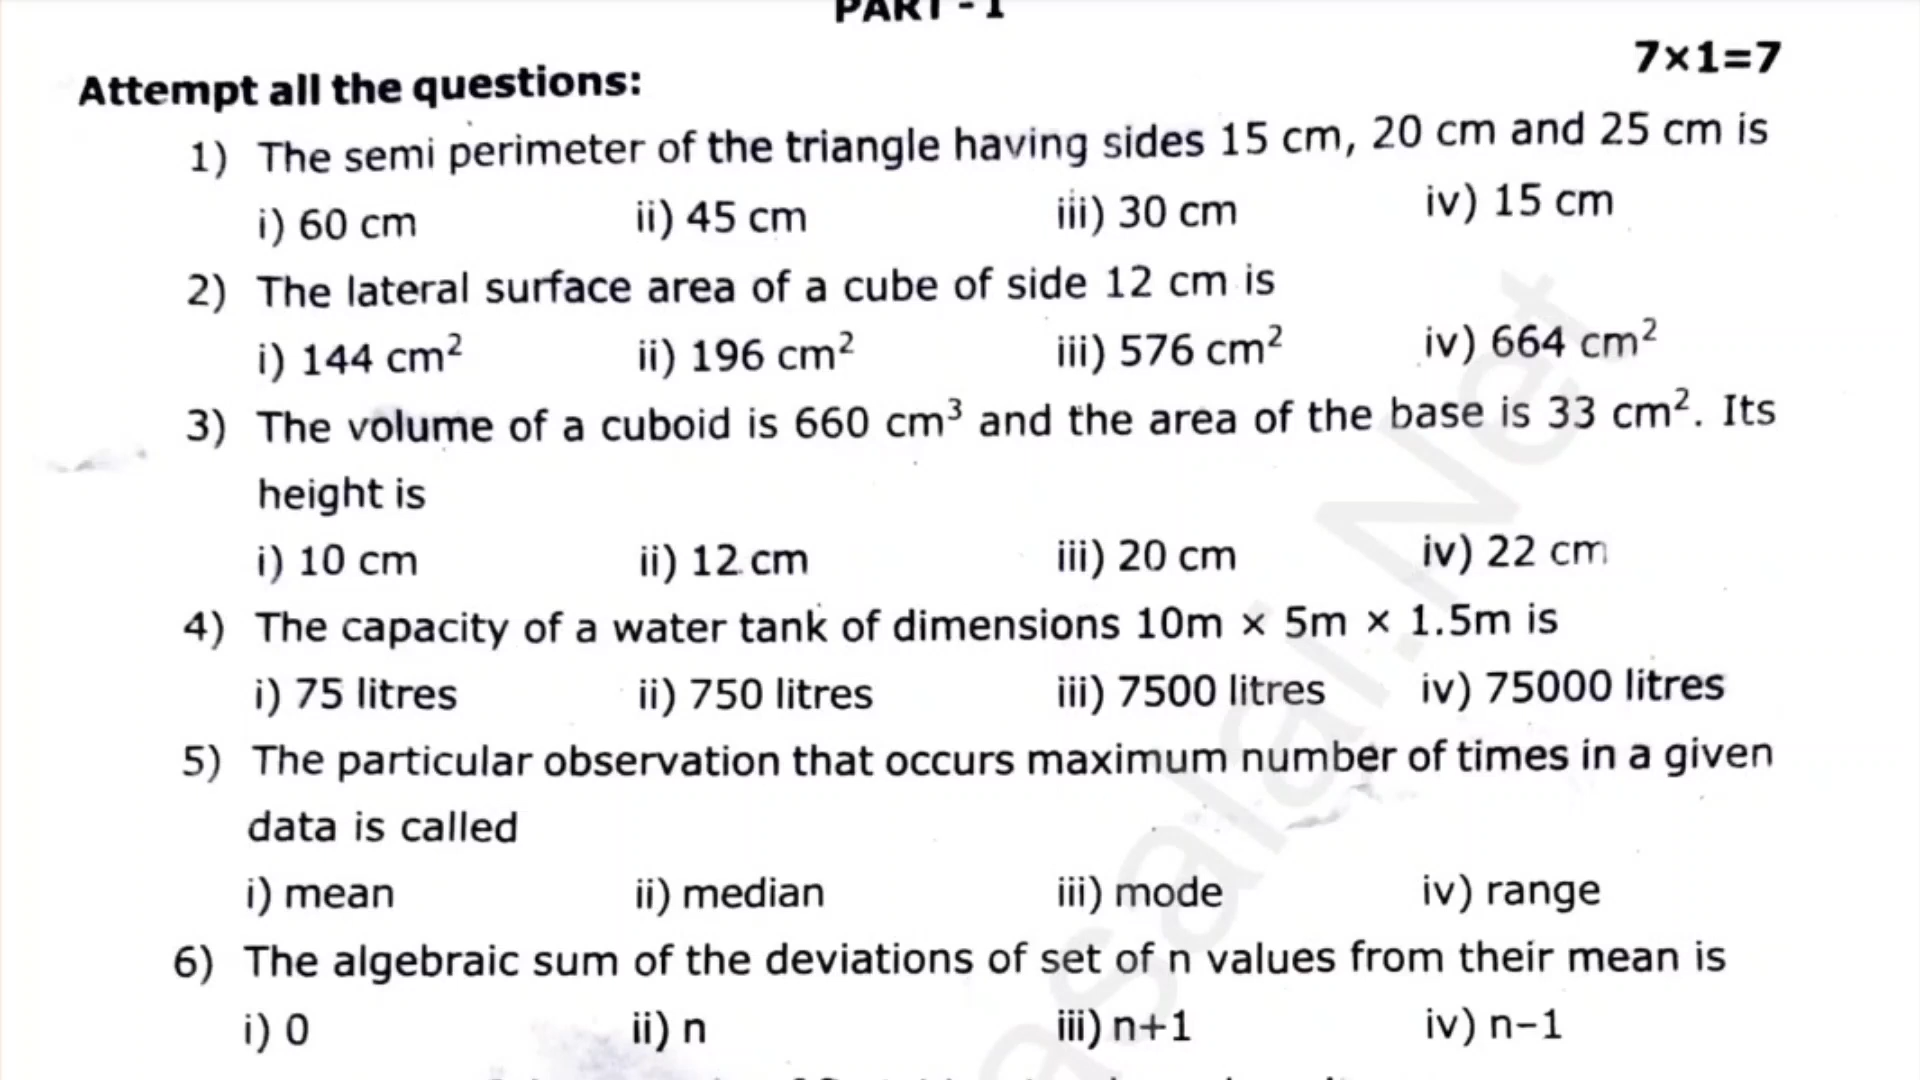 PART - I
7×1=7
Attempt all the questions:
1) The semi perimeter of the triangle having sides 15 cm, 20 cm and 25 cm is
i) 60 cm ii) 45 cm iii) 30 cm iv) 15 cm
2) The lateral surface area of a cube of side 12 cm is
i) 144 cm² ii) 196 cm² iii) 576 cm² iv) 664 cm²
3) The volume of a cuboid is 660 cm³ and the area of the base is 33 cm². Its
height is
i) 10 cm ii) 12 cm iii) 20 cm iv) 22 cm
4) The capacity of a water tank of dimensions 10m × 5m × 1.5m is
i) 75 litres ii) 750 litres iii) 7500 litres iv) 75000 litres
5) The particular observation that occurs maximum number of times in a given
data is called
i) mean ii) median iii) mode iv) range
6) The algebraic sum of the deviations of set of n values from their mean is
i) 0 ii) n iii) n+1 iv) n−1